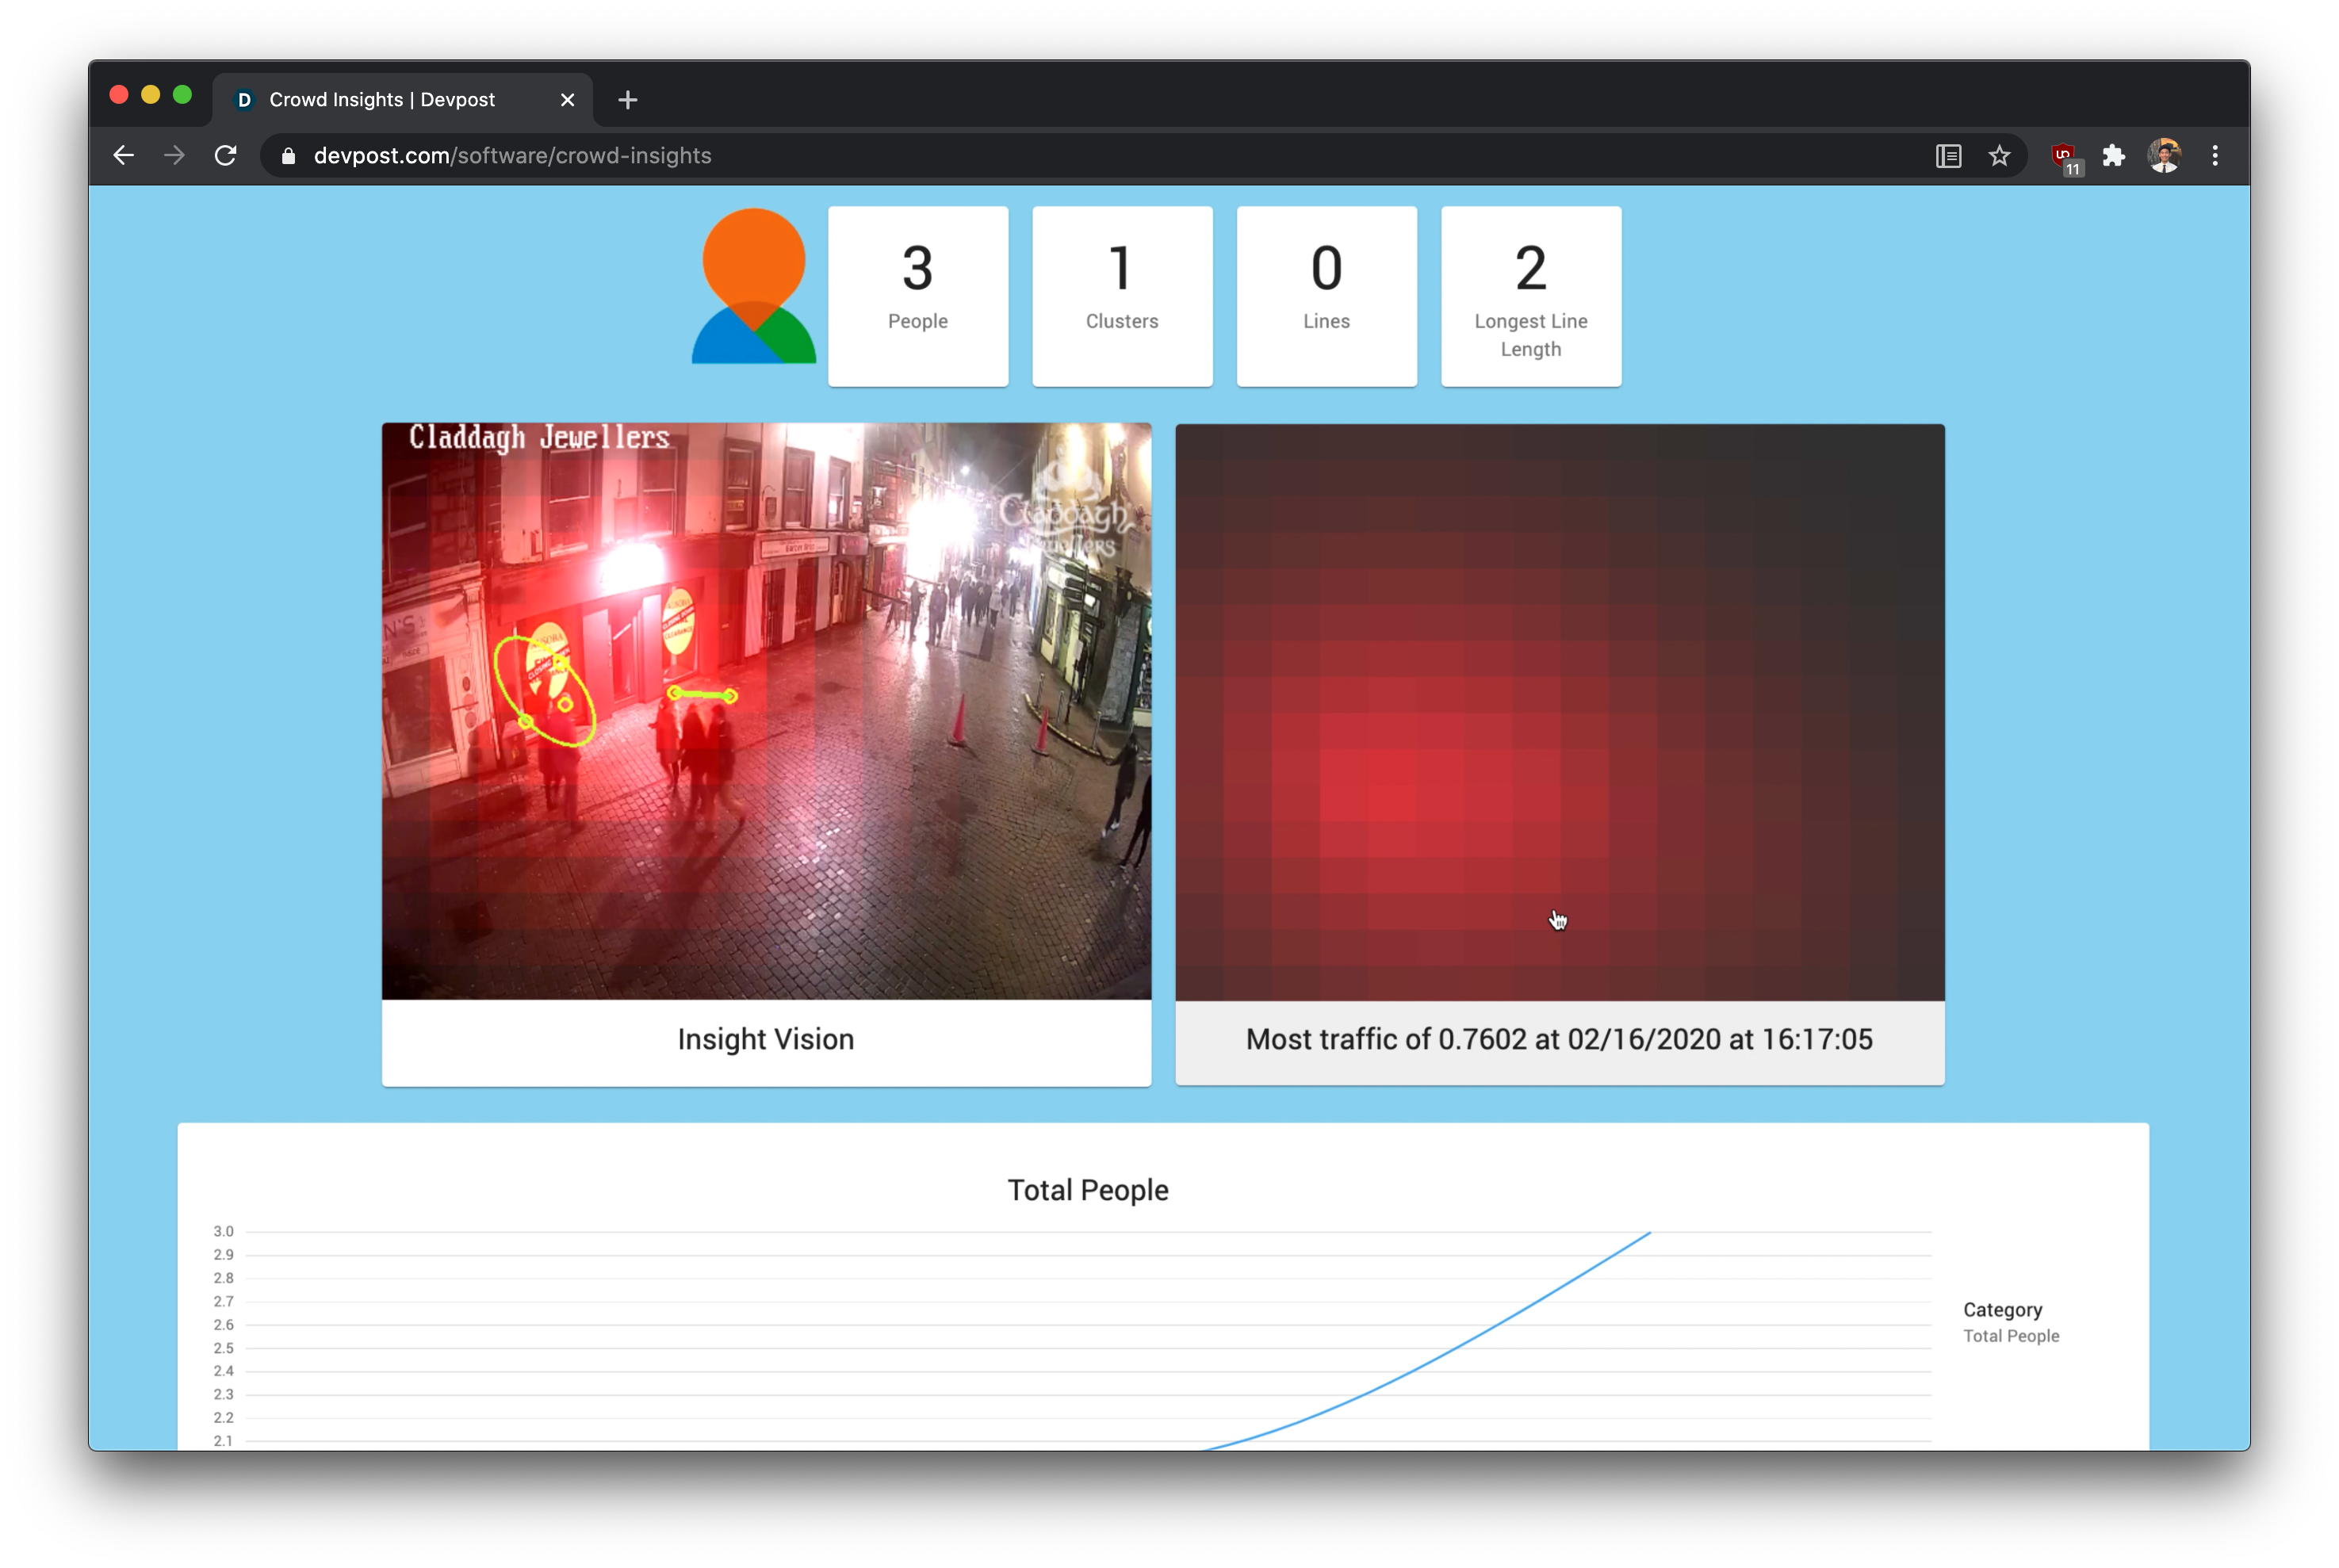 D Crowd Insights | Devpost
devpost.com/software/crowd-insights
11
3
People
1
Clusters
0
Lines
2
Longest Line
Length
Claddagh Jewellers
Claddagh
Jewellers
Insight Vision
Most traffic of 0.7602 at 02/16/2020 at 16:17:05
Total People
3.0
2.9
2.8
2.7
2.6
2.5
2.4
2.3
2.2
2.1
Category
Total People